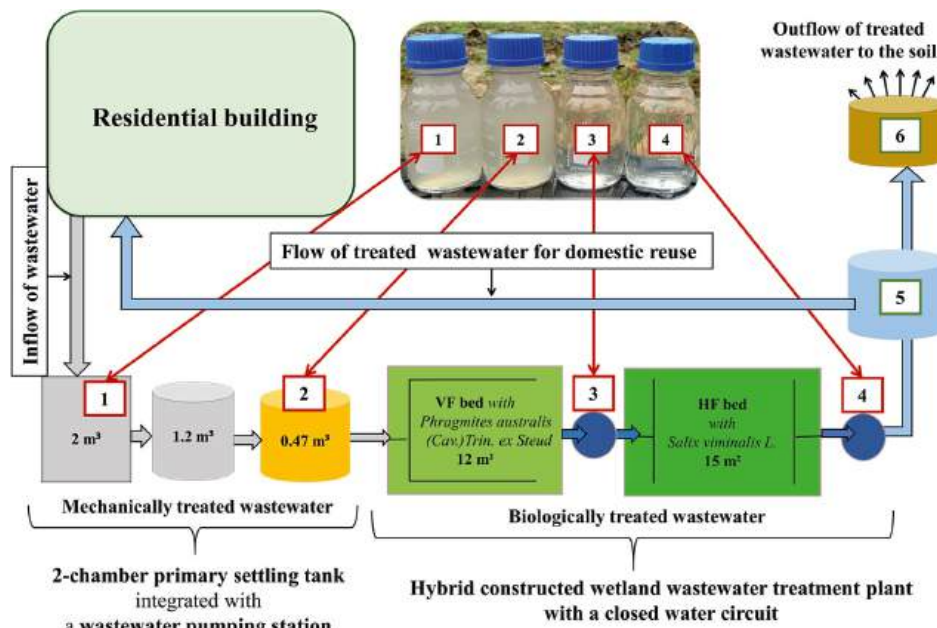 Outflow of treated
wastewater to the soil
Residential building
1
2
3
4
6
Inflow of wastewater
Flow of treated wastewater for domestic reuse
5
1
2 m³
1.2 m³
2
0.47 m³
VF bed with
Phragmites australis
(Cav.)Trin. ex Steud
12 m²
3
HF bed
with
Salix viminalis L.
15 m²
4
Mechanically treated wastewater
Biologically treated wastewater
2-chamber primary settling tank
integrated with
a wastewater pumping station
Hybrid constructed wetland wastewater treatment plant
with a closed water circuit